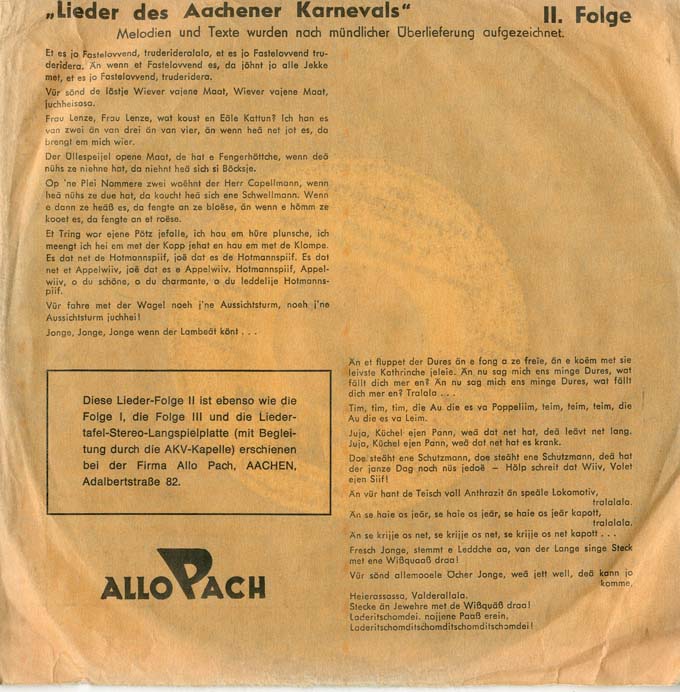 „Lieder des Aachener Karnevals“ II. Folge
Melodien und Texte wurden nach mündlicher Überlieferung aufgezeichnet.
Et es jo Fastelovvend, truderideralala, et es jo Fastelovvend tru-
deridera. Än wenn et Fastelovvend es, da jöhnt jo alle Jekke
met, et es jo Fastelovvend, truderidera.
Vür sönd de löstje Wiever vajene Maat, Wiever vajene Maat,
juchheisasa.
Frau Lenze, Frau Lenze, wat koust en Eäle Kattun? Ich han es
van zwei än van drei än van vier, än wenn heä net jot es, da
brengt em mich wier.
Der Üllespeijel opene Maat, de hat e Fengerhöttche, wenn deä
nühs ze niehne hat, da niehnt heä sich si Böcksje.
Op 'ne Plei Nommere zwei waëhnt der Herr Capellmann, wenn
heä nühs ze due hat, da koucht heä sich ene Schwellmann. Wenn
e dann ze heäß es, da fengte an ze bloëse, än wenn e hömm ze
kooet es, da fengte an et roëse.
Et Tring wor ejene Pötz jefalle, ich hau em hüre plunsche, ich
meengt ich hei em met der Kopp jehat en hau em met de Klompe.
Es dat net de Hotmannspiif, joë dat es de Hotmannspiif. Es dat
net et Appelwiiv, joë dat es e Appelwiiv. Hotmannspiif, Appel-
wiiv, o du schöne, o du charmante, o du leddelije Hotmanns-
piif.
Vür fahre met der Wagel noeh j'ne Aussichtsturm, noeh j'ne
Aussichtsturm juchhei!
Jonge, Jonge, Jonge wenn der Lambeät könt . . .
Diese Lieder-Folge II ist ebenso wie die
Folge I, die Folge III und die Lieder-
tafel-Stereo-Langspielplatte (mit Beglei-
tung durch die AKV-Kapelle) erschienen
bei der Firma Allo Pach, AACHEN,
Adalbertstraße 82.
ALLO PACH
Än et fluppet der Dures än e fong a ze freïe, än e koëm met sie
leivste Kathrinche jeleie. Än nu sag mich ens minge Dures, wat
fällt dich mer en? Än nu sag mich ens minge Dures, wat fällt
dich mer en? Tralala . . .
Tim, tim, tim, die Au die es va Poppeliim, teim, teim, teim, die
Au die es va Leim.
Juja, Küchel ejen Pann, weä dat net hat, deä leävt net lang.
Juja, Küchel ejen Pann, weä dat net hat es krank.
Doe steäht ene Schutzmann, doe steäht ene Schutzmann, deä hat
der janze Dag noch nüs jedoë – Hölp schreit dat Wiiv, Volet
ejen Siif!
Än vür hant de Teisch voll Anthrazit än speäle Lokomotiv,
tralalala.
Än se haie os jeär, se haie os jeär, se haie os jeär kapott,
tralalala.
Än se krijje os net, se krijje os net, se krijje os net kapott . . .
Fresch Jonge, stemmt e Leddche aa, van der Lange singe Steck
met ene Wißquaaß draa!
Vür sönd allemooele Öcher Jonge, weä jett well, deä kann jo
komme,
Heierassassa, Valderallala.
Stecke än Jewehre met de Wißquäß draa!
Laderitschomdei. najjene Paaß erein,
Laderitschomditschomditschomditschomdei!